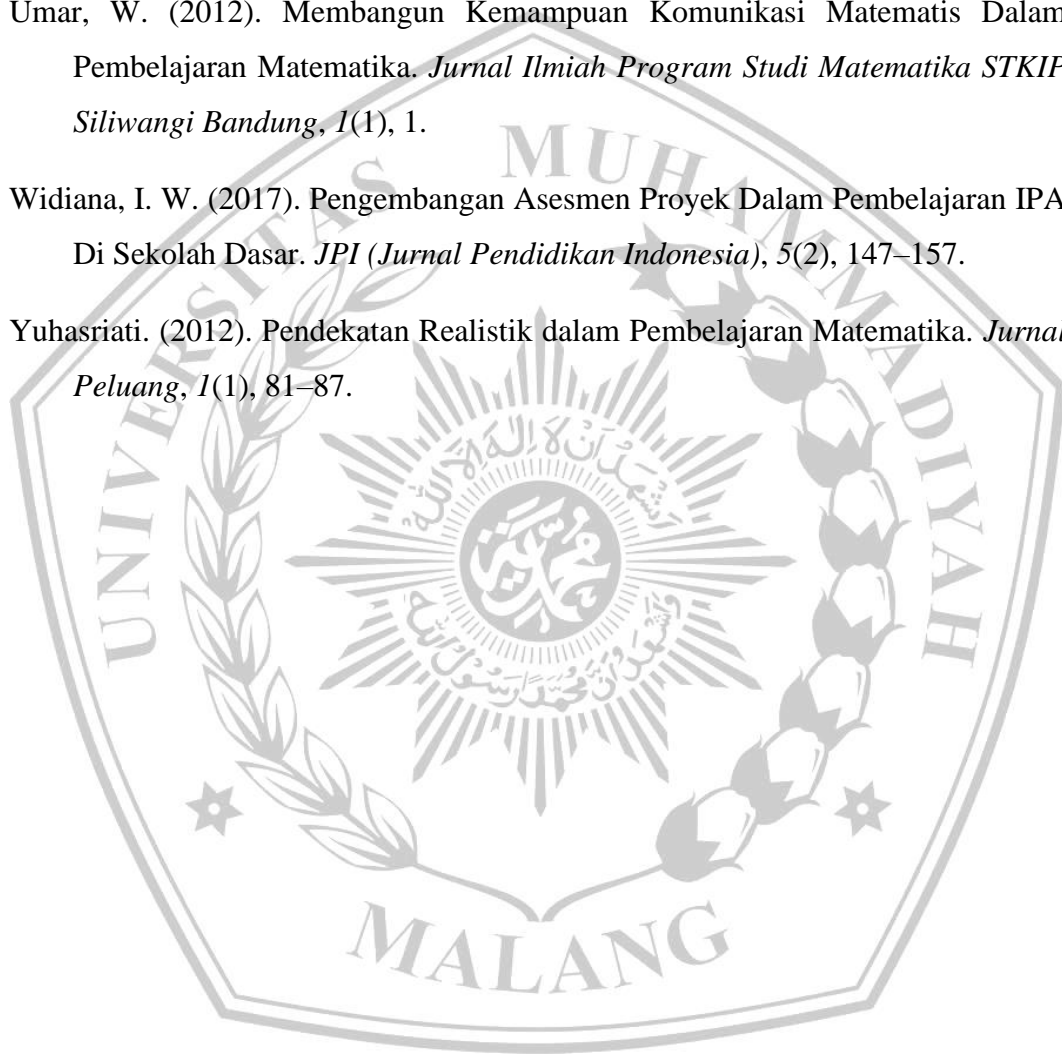 Umar, W. (2012). Membangun Kemampuan Komunikasi Matematis Dalam
Pembelajaran Matematika. Jurnal Ilmiah Program Studi Matematika STKIP
Siliwangi Bandung, 1(1), 1.
Widiana, I. W. (2017). Pengembangan Asesmen Proyek Dalam Pembelajaran IPA
Di Sekolah Dasar. JPI (Jurnal Pendidikan Indonesia), 5(2), 147–157.
Yuhasriati. (2012). Pendekatan Realistik dalam Pembelajaran Matematika. Jurnal
Peluang, 1(1), 81–87.
UNIVERSITAS MUHAMMADIYAH
MALANG